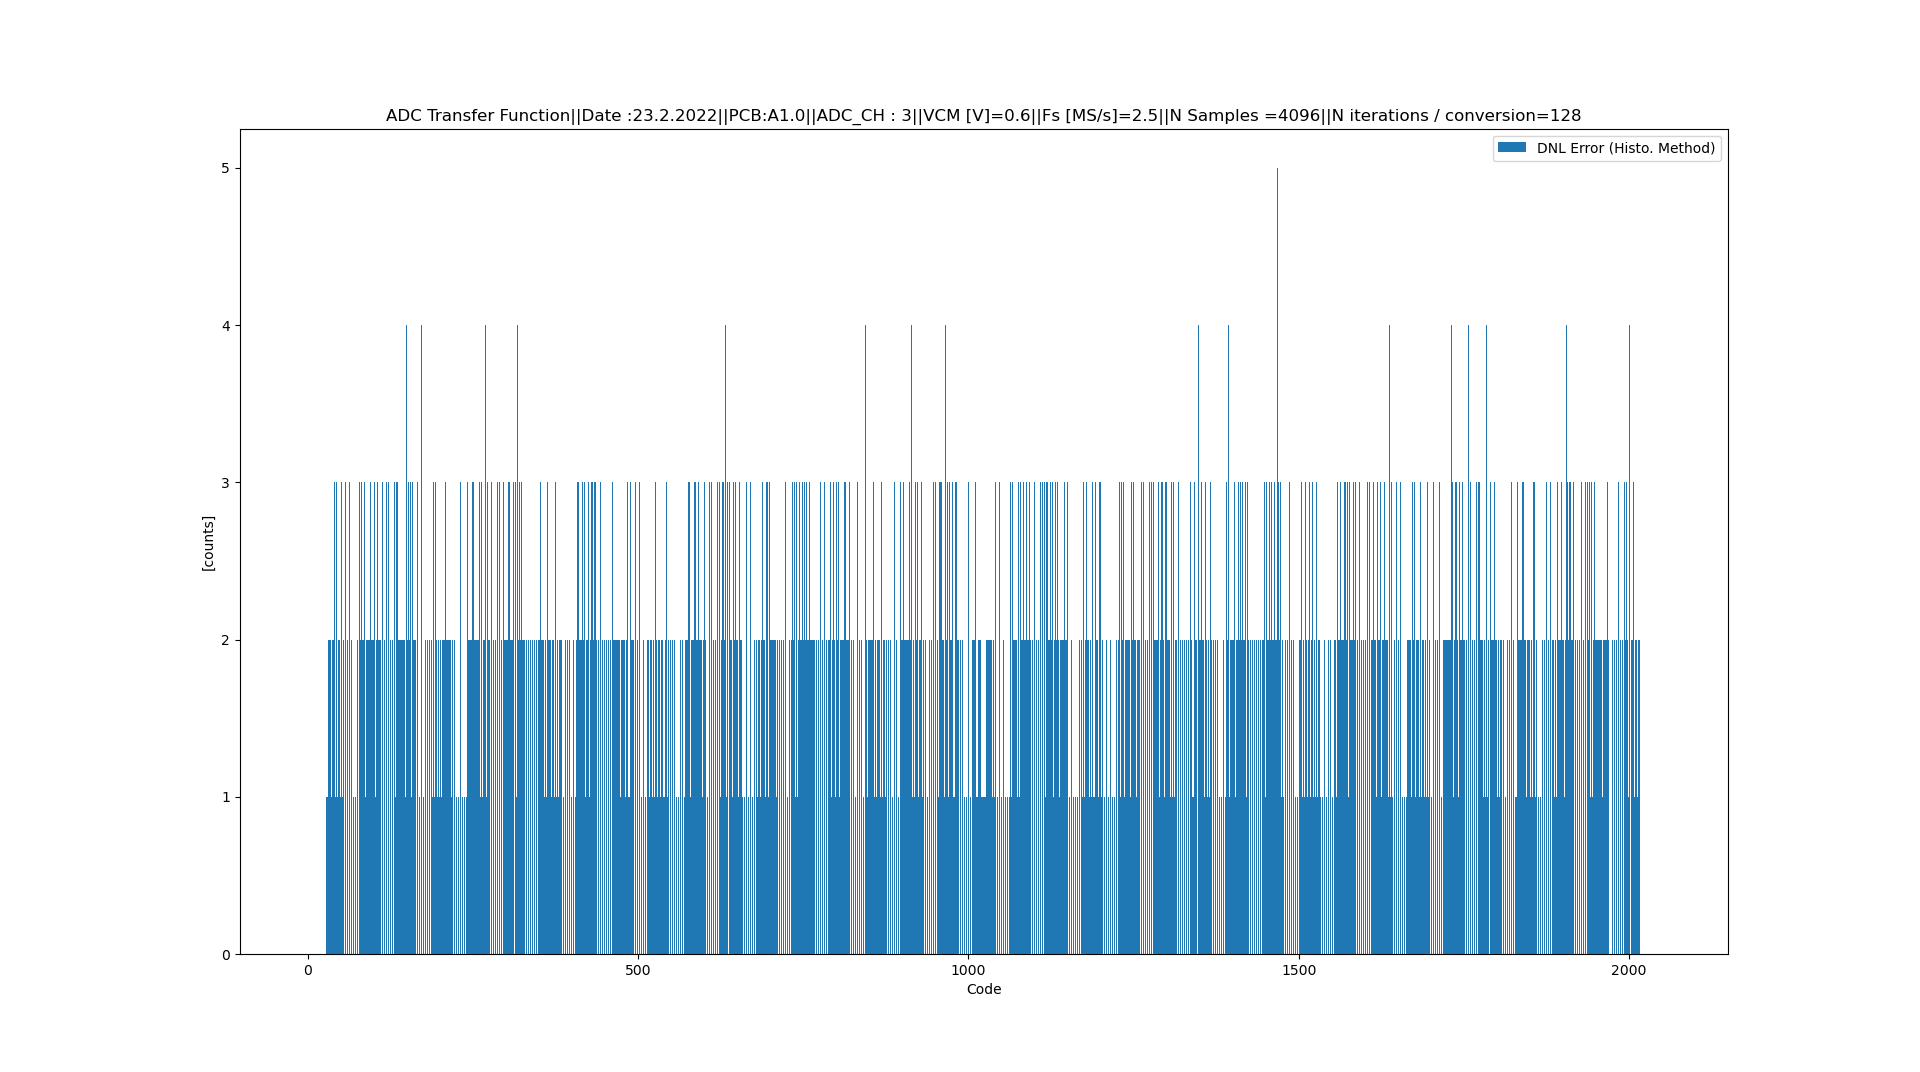 ADC Transfer Function||Date :23.2.2022||PCB:A1.0||ADC_CH : 3||VCM [V]=0.6||Fs [MS/s]=2.5||N Samples =4096||N iterations / conversion=128
DNL Error (Histo. Method)
5
4
3
2
1
0
[counts]
0 500 1000 1500 2000
Code